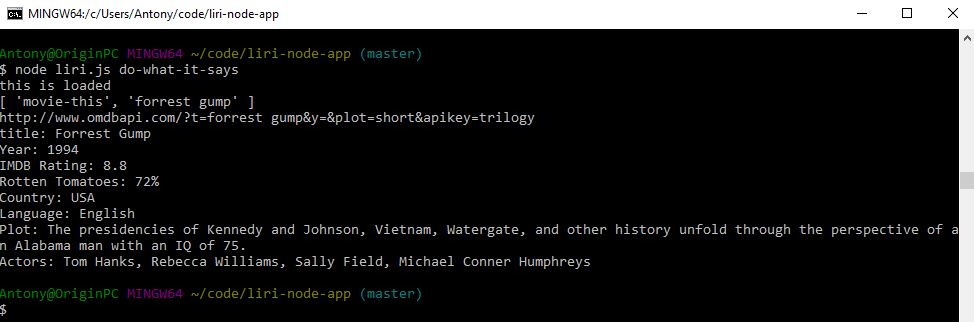 MINGW64:/c/Users/Antony/code/liri-node-app
Antony@OriginPC MINGW64 ~/code/liri-node-app (master)
$ node liri.js do-what-it-says
this is loaded
[ 'movie-this', 'forrest gump' ]
http://www.omdbapi.com/?t=forrest gump&y=&plot=short&apikey=trilogy
title: Forrest Gump
Year: 1994
IMDB Rating: 8.8
Rotten Tomatoes: 72%
Country: USA
Language: English
Plot: The presidencies of Kennedy and Johnson, Vietnam, Watergate, and other history unfold through the perspective of a
n Alabama man with an IQ of 75.
Actors: Tom Hanks, Rebecca Williams, Sally Field, Michael Conner Humphreys
Antony@OriginPC MINGW64 ~/code/liri-node-app (master)
$